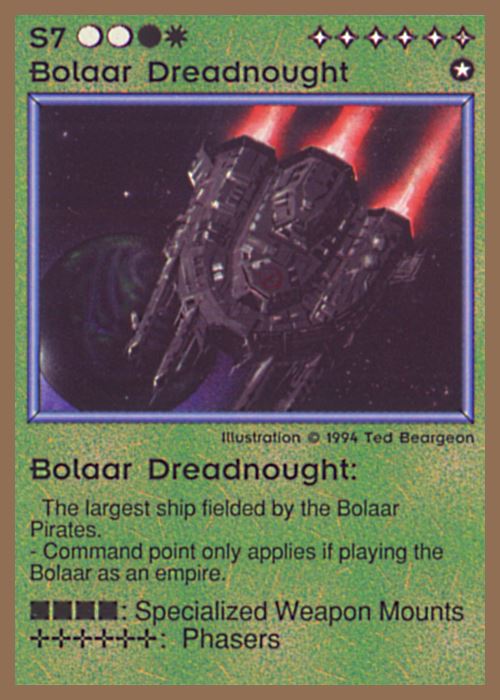 S7
Bolaar Dreadnought
Illustration © 1994 Ted Beargeon
Bolaar Dreadnought:
The largest ship fielded by the Bolaar
Pirates.
- Command point only applies if playing the
Bolaar as an empire.
: Specialized Weapon Mounts
: Phasers